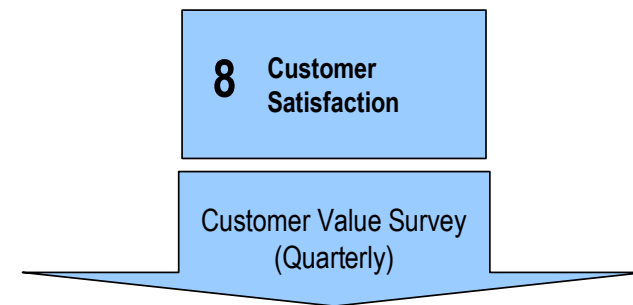 8 Customer
Satisfaction
Customer Value Survey
(Quarterly)